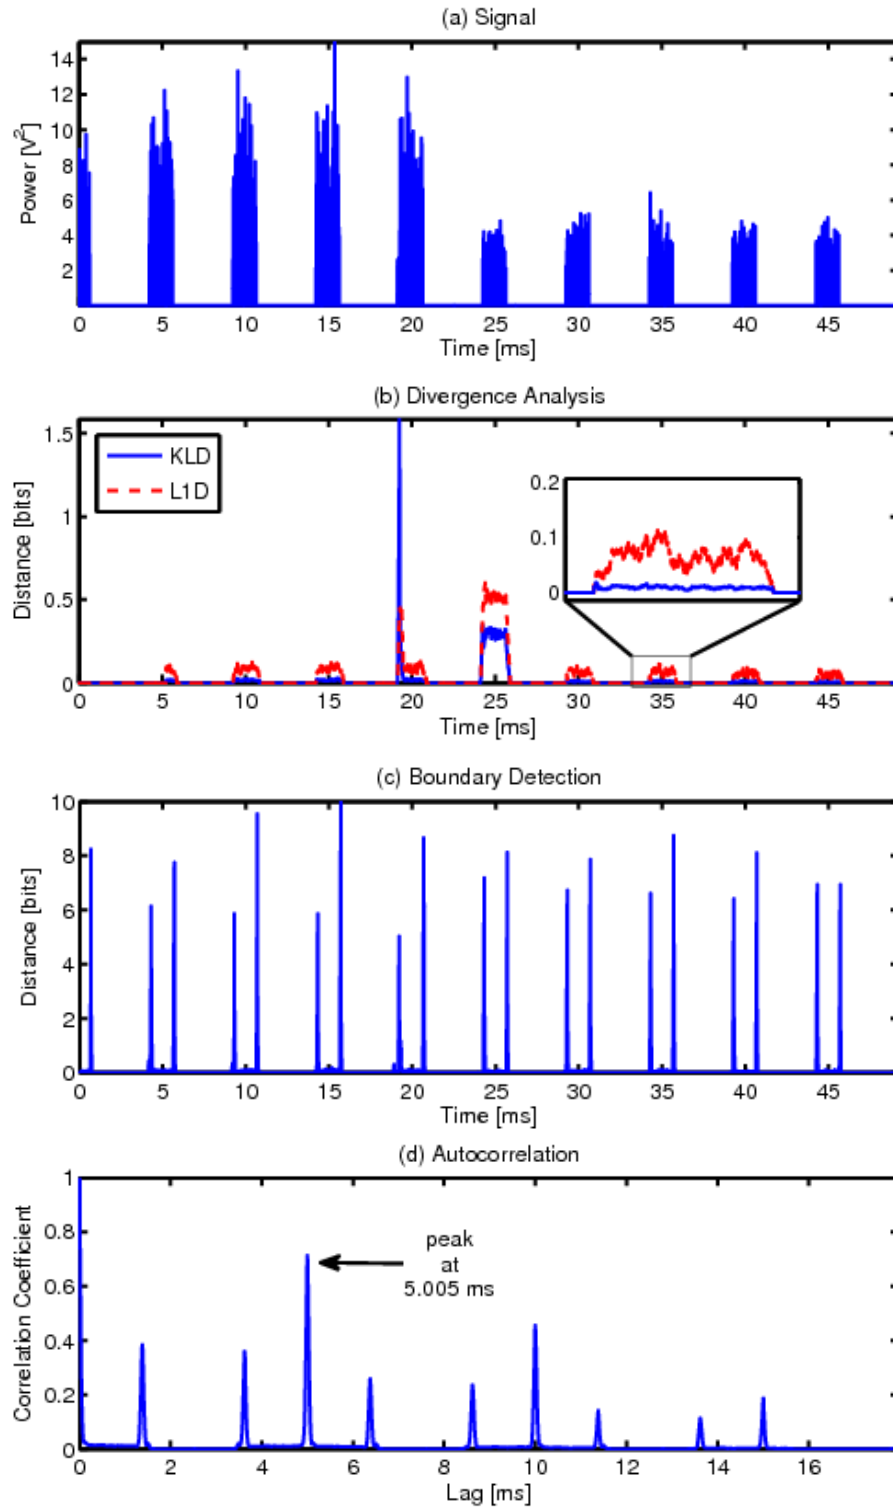 (a) Signal
14
12
10
8
6
4
2
Power [V²]
0 5 10 15 20 25 30 35 40 45
Time [ms]
(b) Divergence Analysis
1.5
1
0.5
0
Distance [bits]
KLD
L1D
0.2
0.1
0
0 5 10 15 20 25 30 35 40 45
Time [ms]
(c) Boundary Detection
10
8
6
4
2
0
Distance [bits]
0 5 10 15 20 25 30 35 40 45
Time [ms]
(d) Autocorrelation
1
0.8
0.6
0.4
0.2
0
Correlation Coefficient
peak
at
5.005 ms
0 2 4 6 8 10 12 14 16
Lag [ms]